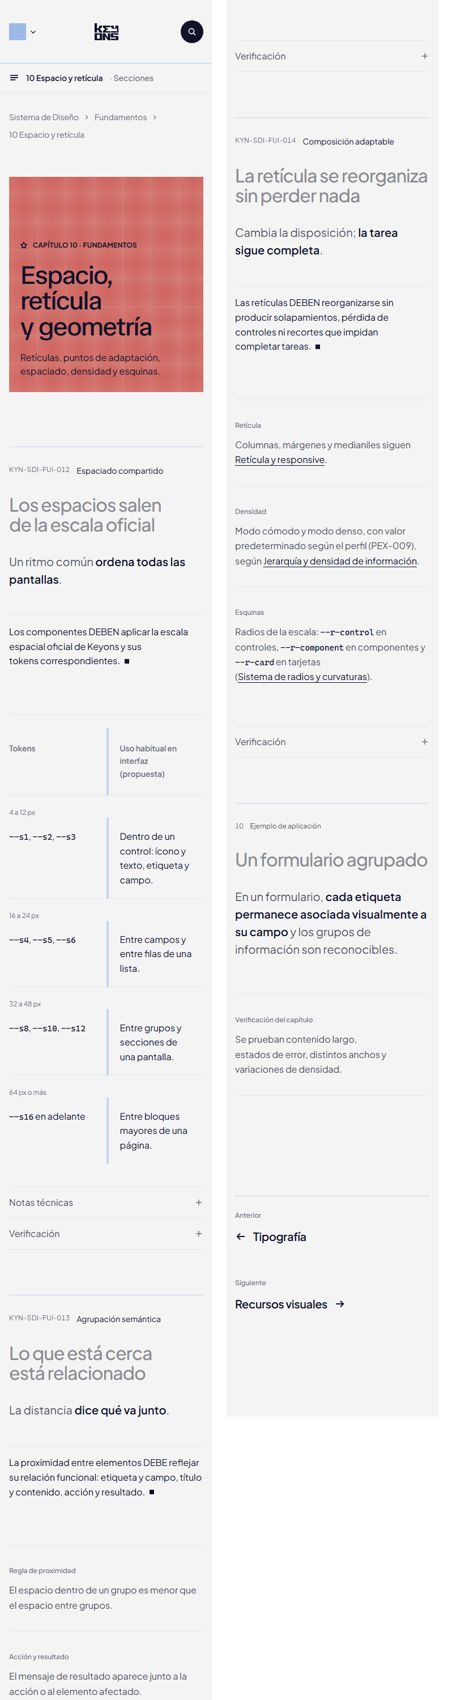 KEYONS
10 Espacio y retícula · Secciones
Sistema de Diseño > Fundamentos >
10 Espacio y retícula
CAPÍTULO 10 · FUNDAMENTOS
Espacio,
retícula
y geometría
Retículas, puntos de adaptación,
espaciado, densidad y esquinas.
KYN-SDI-FUI-012 Espaciado compartido
Los espacios salen
de la escala oficial
Un ritmo común ordena todas las
pantallas.
Los componentes DEBEN aplicar la escala
espacial oficial de Keyons y sus
tokens correspondientes. ■
Tokens
Uso habitual en
interfaz
(propuesta)
4 a 12 px
--s1, --s2, --s3
Dentro de un
control: ícono y
texto, etiqueta y
campo.
16 a 24 px
--s4, --s5, --s6
Entre campos y
entre filas de una
lista.
32 a 48 px
--s8, --s10, --s12
Entre grupos y
secciones de
una pantalla.
64 px o más
--s16 en adelante
Entre bloques
mayores de una
página.
Notas técnicas +
Verificación +
KYN-SDI-FUI-013 Agrupación semántica
Lo que está cerca
está relacionado
La distancia dice qué va junto.
La proximidad entre elementos DEBE reflejar
su relación funcional: etiqueta y campo, título
y contenido, acción y resultado. ■
Regla de proximidad
El espacio dentro de un grupo es menor que
el espacio entre grupos.
Acción y resultado
El mensaje de resultado aparece junto a la
acción o al elemento afectado.
Verificación +
KYN-SDI-FUI-014 Composición adaptable
La retícula se reorganiza
sin perder nada
Cambia la disposición; la tarea
sigue completa.
Las retículas DEBEN reorganizarse sin
producir solapamientos, pérdida de
controles ni recortes que impidan
completar tareas. ■
Retícula
Columnas, márgenes y medianiles siguen
Retícula y responsive.
Densidad
Modo cómodo y modo denso, con valor
predeterminado según el perfil (PEX-009),
según Jerarquía y densidad de información.
Esquinas
Radios de la escala: --r-control en
controles, --r-component en componentes y
--r-card en tarjetas
(Sistema de radios y curvaturas).
Verificación +
10 Ejemplo de aplicación
Un formulario agrupado
En un formulario, cada etiqueta
permanece asociada visualmente a
su campo y los grupos de
información son reconocibles.
Verificación del capítulo
Se prueban contenido largo,
estados de error, distintos anchos y
variaciones de densidad.
Anterior
← Tipografía
Siguiente
Recursos visuales →